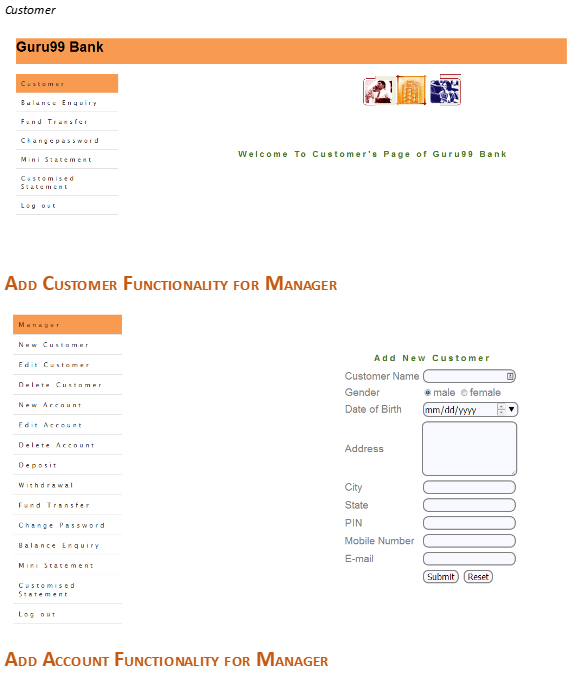 Customer
Guru99 Bank
Customer
Balance Enquiry
Fund Transfer
Changepassword
Mini Statement
Customised
Statement
Log out
Welcome To Customer's Page of Guru99 Bank
ADD CUSTOMER FUNCTIONALITY FOR MANAGER
Manager
New Customer
Edit Customer
Delete Customer
New Account
Edit Account
Delete Account
Deposit
Withdrawal
Fund Transfer
Change Password
Balance Enquiry
Mini Statement
Customised
Statement
Log out
Add New Customer
Customer Name
Gender male female
Date of Birth mm/dd/yyyy
Address
City
State
PIN
Mobile Number
E-mail
Submit Reset
ADD ACCOUNT FUNCTIONALITY FOR MANAGER